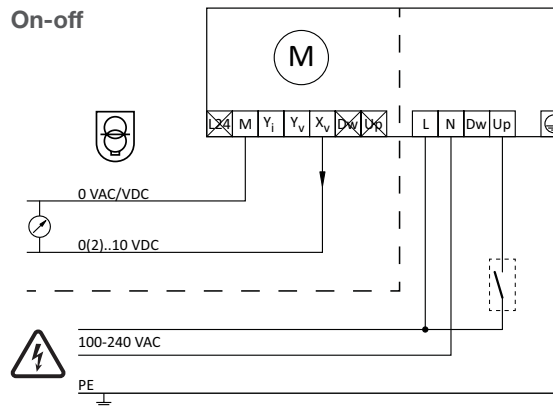 On-off
M
L24 M Yi Yv Xv Dw Up L N Dw Up
0 VAC/VDC
0(2)..10 VDC
100-240 VAC
PE